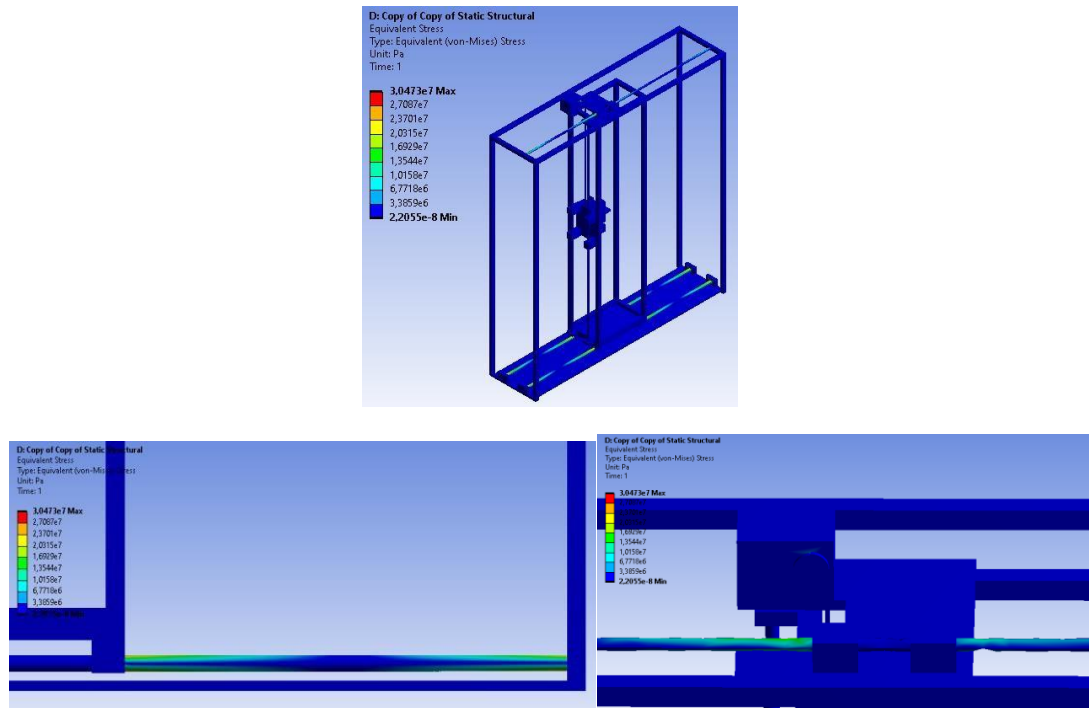 D: Copy of Copy of Static Structural
Equivalent Stress
Type: Equivalent (von-Mises) Stress
Unit: Pa
Time: 1
3,0473e7 Max
2,7087e7
2,3701e7
2,0315e7
1,6929e7
1,3544e7
1,0158e7
6,7718e6
3,3859e6
2,2055e-8 Min
D: Copy of Copy of Static Structural
Equivalent Stress
Type: Equivalent (von-Mises) Stress
Unit: Pa
Time: 1
3,0473e7 Max
2,7087e7
2,3701e7
2,0315e7
1,6929e7
1,3544e7
1,0158e7
6,7718e6
3,3859e6
D: Copy of Copy of Static Structural
Equivalent Stress
Type: Equivalent (von-Mises) Stress
Unit: Pa
Time: 1
3,0473e7 Max
1,6929e7
1,3544e7
1,0158e7
6,7718e6
3,3859e6
2,2055e-8 Min